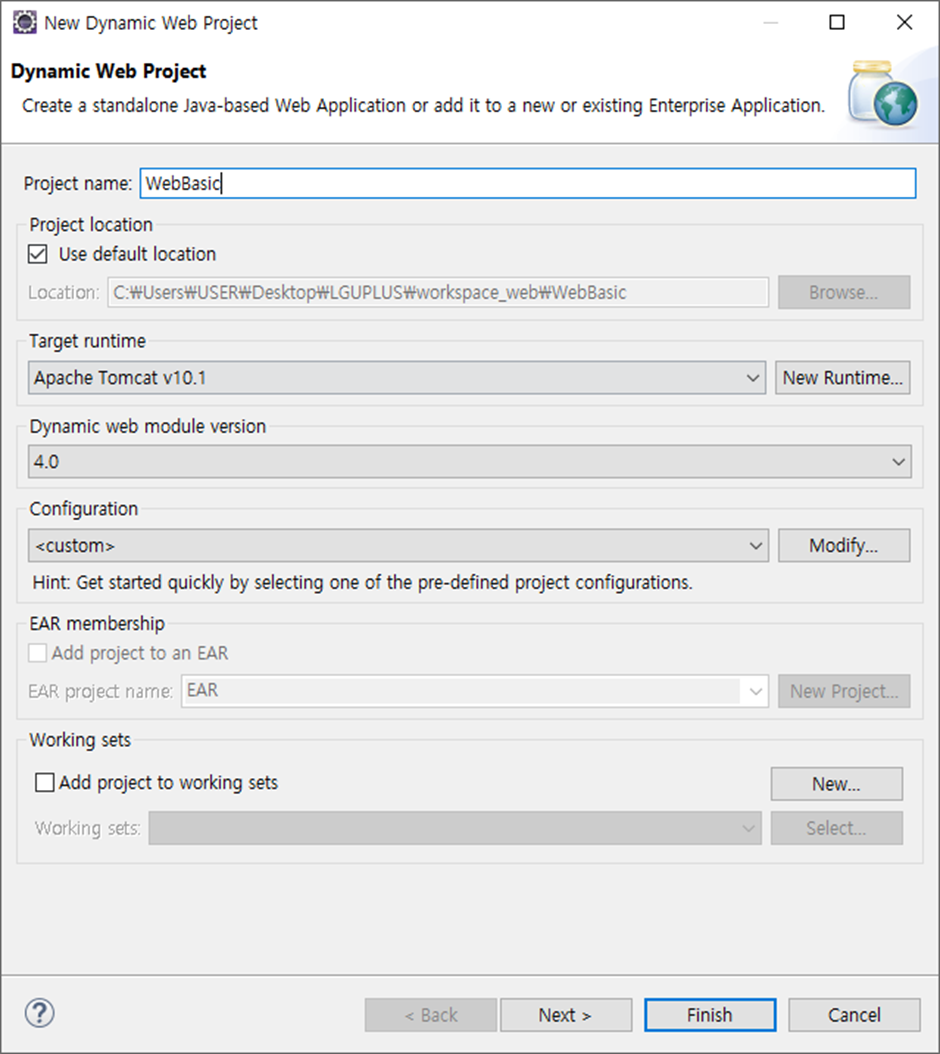 New Dynamic Web Project
Dynamic Web Project
Create a standalone Java-based Web Application or add it to a new or existing Enterprise Application.
Project name: WebBasic
Project location
Use default location
Location: C:₩Users₩USER₩Desktop₩LGUPLUS₩workspace_web₩WebBasic Browse...
Target runtime
Apache Tomcat v10.1 New Runtime...
Dynamic web module version
4.0
Configuration
<custom> Modify...
Hint: Get started quickly by selecting one of the pre-defined project configurations.
EAR membership
Add project to an EAR
EAR project name: EAR New Project...
Working sets
Add project to working sets New...
Working sets: Select...
? < Back Next > Finish Cancel